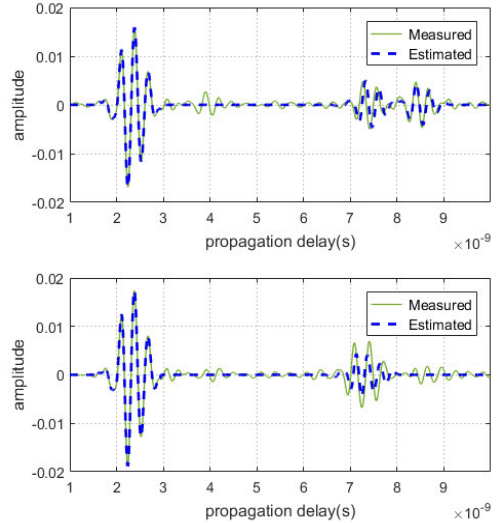 0.02
0.01
0
-0.01
-0.02
amplitude
Measured
Estimated
1 2 3 4 5 6 7 8 9
propagation delay(s)
×10⁻⁹
0.02
0.01
0
-0.01
-0.02
amplitude
Measured
Estimated
1 2 3 4 5 6 7 8 9
propagation delay(s)
×10⁻⁹